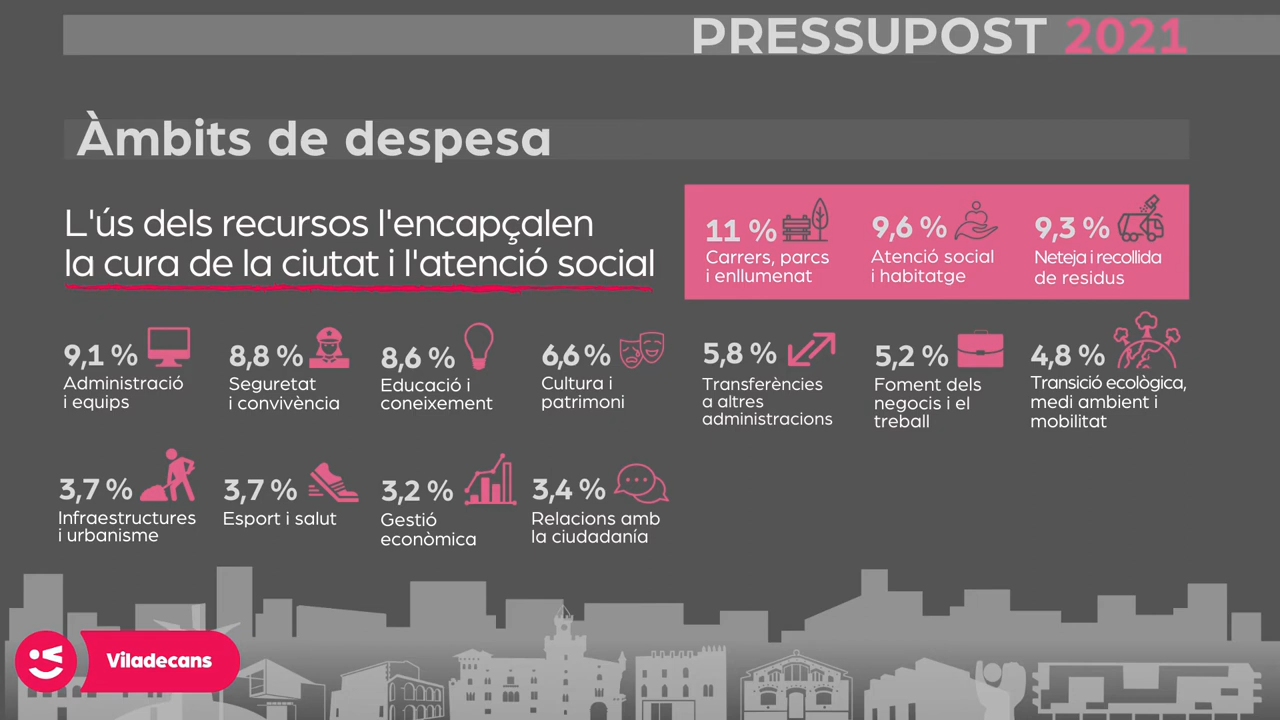 PRESSUPOST 2021
Àmbits de despesa
L'ús dels recursos l'encapçalen
la cura de la ciutat i l'atenció social
11 %
Carrers, parcs
i enllumenat
9,6 %
Atenció social
i habitatge
9,3 %
Neteja i recollida
de residus
9,1 %
Administració
i equips
8,8 %
Seguretat
i convivència
8,6 %
Educació i
coneixement
6,6 %
Cultura i
patrimoni
5,8 %
Transferències
a altres
administracions
5,2 %
Foment dels
negocis i el
treball
4,8 %
Transició ecològica,
medi ambient i
mobilitat
3,7 %
Infraestructures
i urbanisme
3,7 %
Esport i salut
3,2 %
Gestió
econòmica
3,4 %
Relacions amb
la ciudadanía
Viladecans